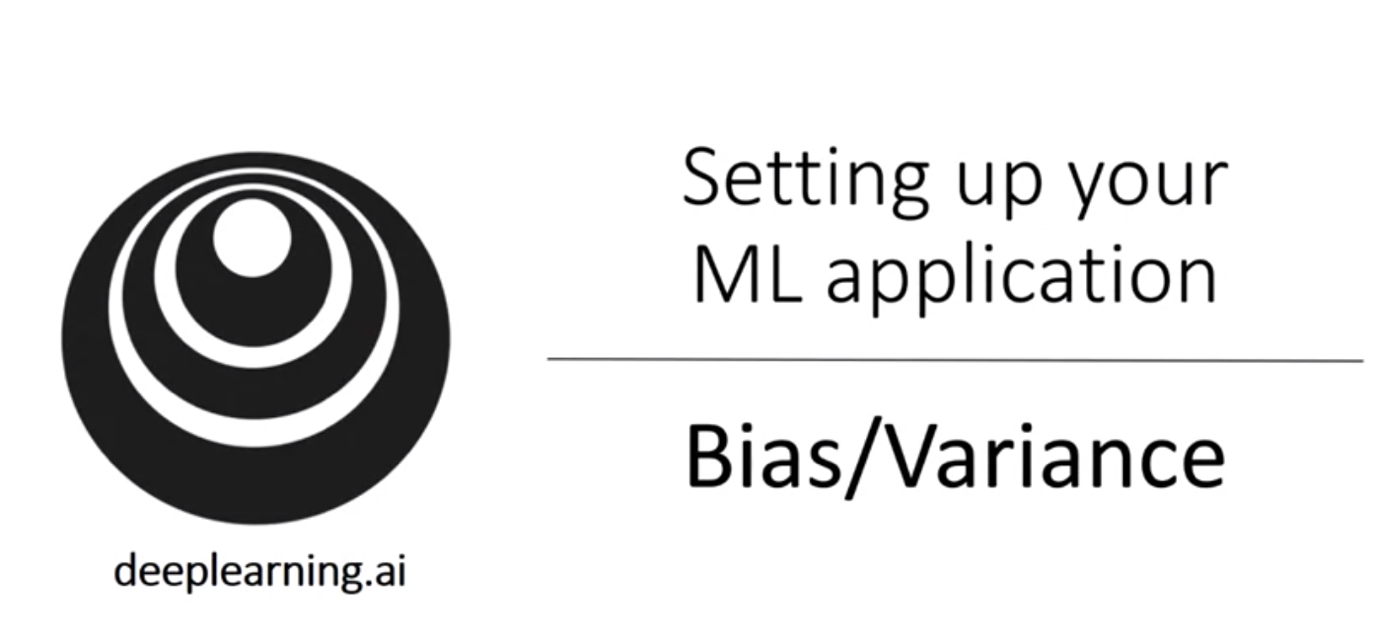 Setting up your
ML application
Bias/Variance
deeplearning.ai